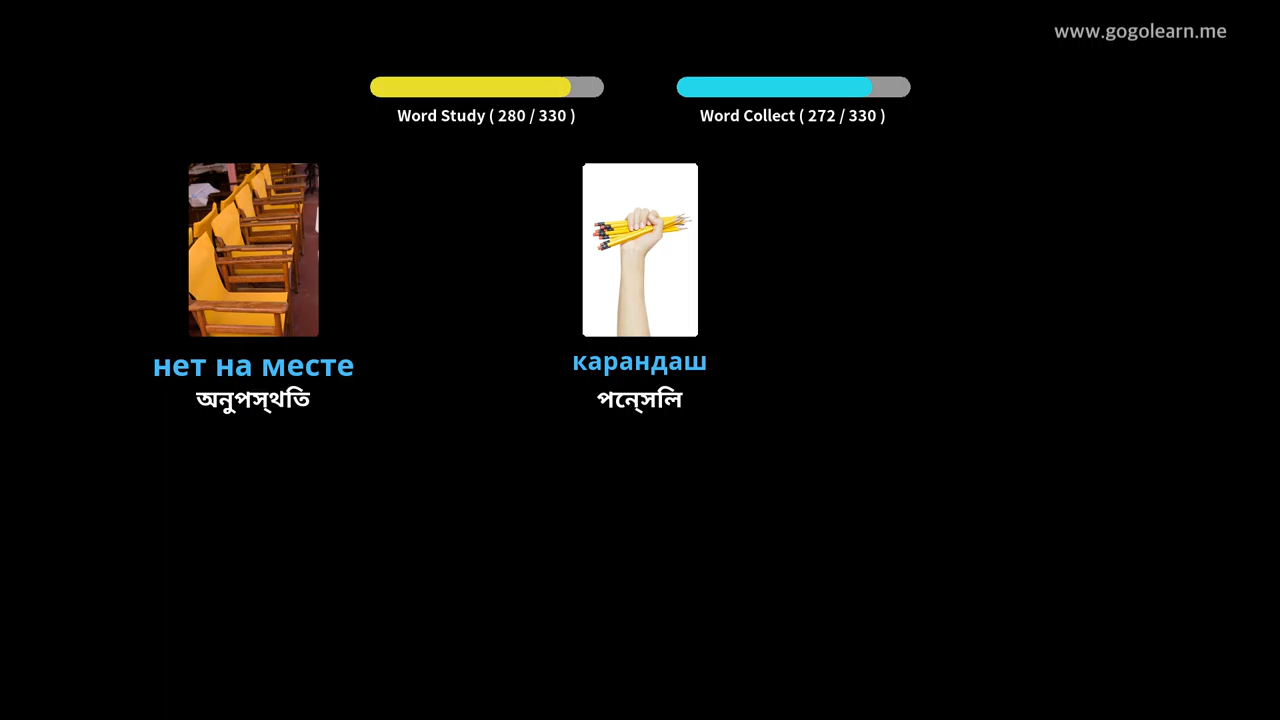 www.gogolearn.me
Word Study ( 280 / 330 )
Word Collect ( 272 / 330 )
нет на месте
карандаш
অনুপস্থিত
পেন্সিল